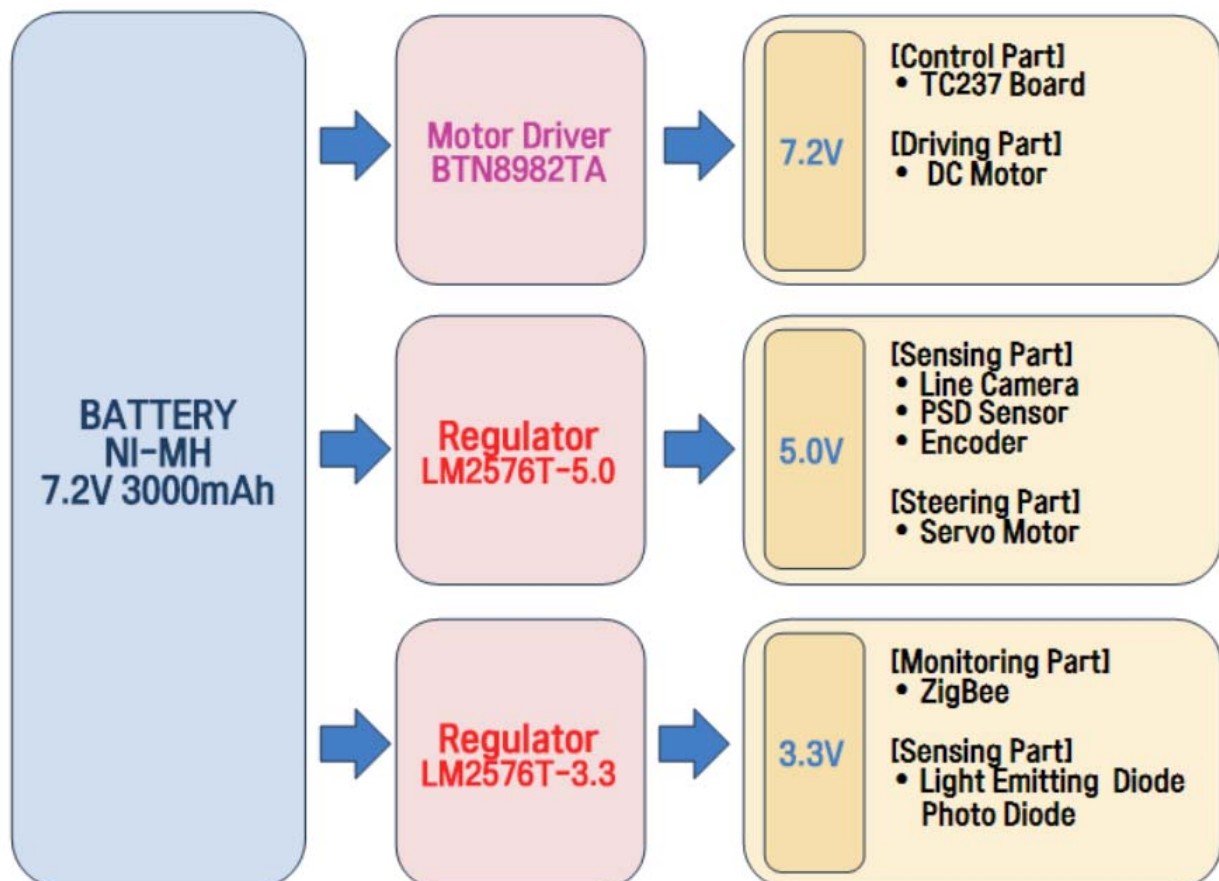 BATTERY
NI-MH
7.2V 3000mAh
Motor Driver
BTN8982TA
7.2V
[Control Part]
• TC237 Board
[Driving Part]
• DC Motor
Regulator
LM2576T-5.0
5.0V
[Sensing Part]
• Line Camera
• PSD Sensor
• Encoder
[Steering Part]
• Servo Motor
Regulator
LM2576T-3.3
3.3V
[Monitoring Part]
• ZigBee
[Sensing Part]
• Light Emitting Diode
Photo Diode